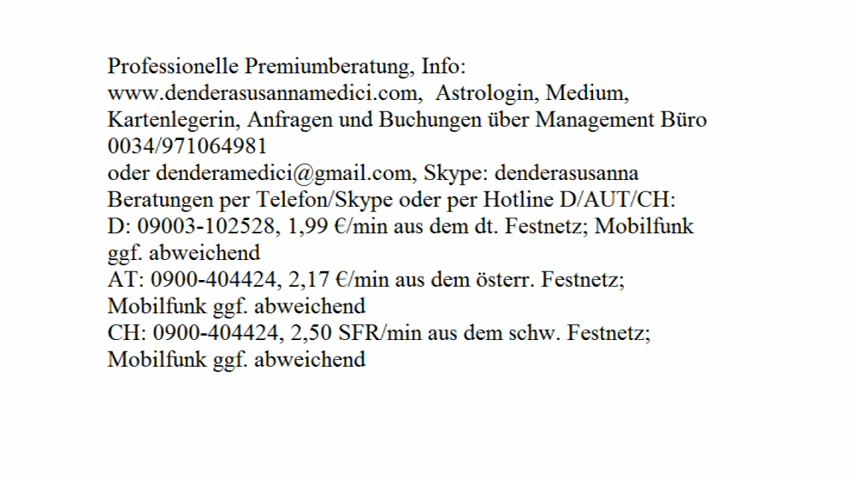 Professionelle Premiumberatung, Info:
www.denderasusannamedici.com,  Astrologin, Medium,
Kartenlegerin, Anfragen und Buchungen über Management Büro
0034/971064981
oder denderamedici@gmail.com, Skype: denderasusanna
Beratungen per Telefon/Skype oder per Hotline D/AUT/CH:
D: 09003-102528, 1,99 €/min aus dem dt. Festnetz; Mobilfunk
ggf. abweichend
AT: 0900-404424, 2,17 €/min aus dem österr. Festnetz;
Mobilfunk ggf. abweichend
CH: 0900-404424, 2,50 SFR/min aus dem schw. Festnetz;
Mobilfunk ggf. abweichend